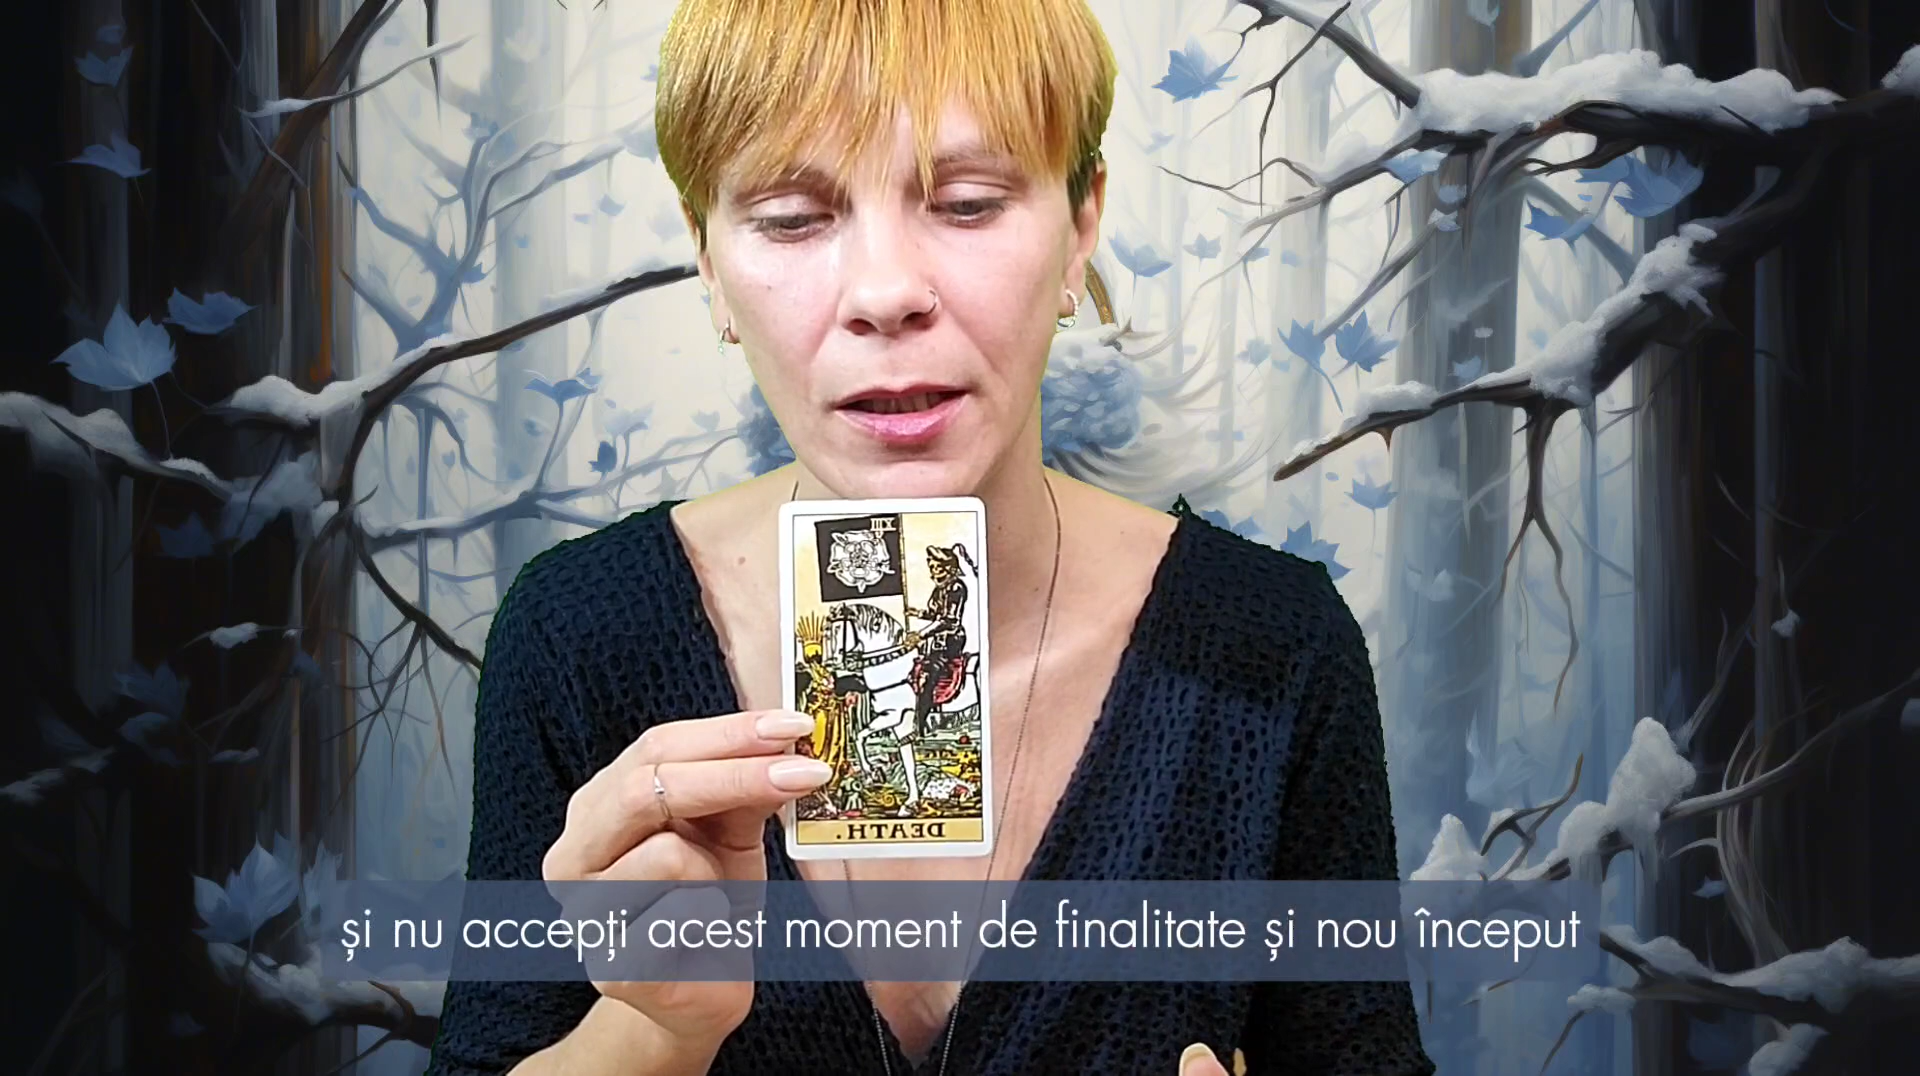 XIII
DEATH.
și nu accepți acest moment de finalitate și nou început